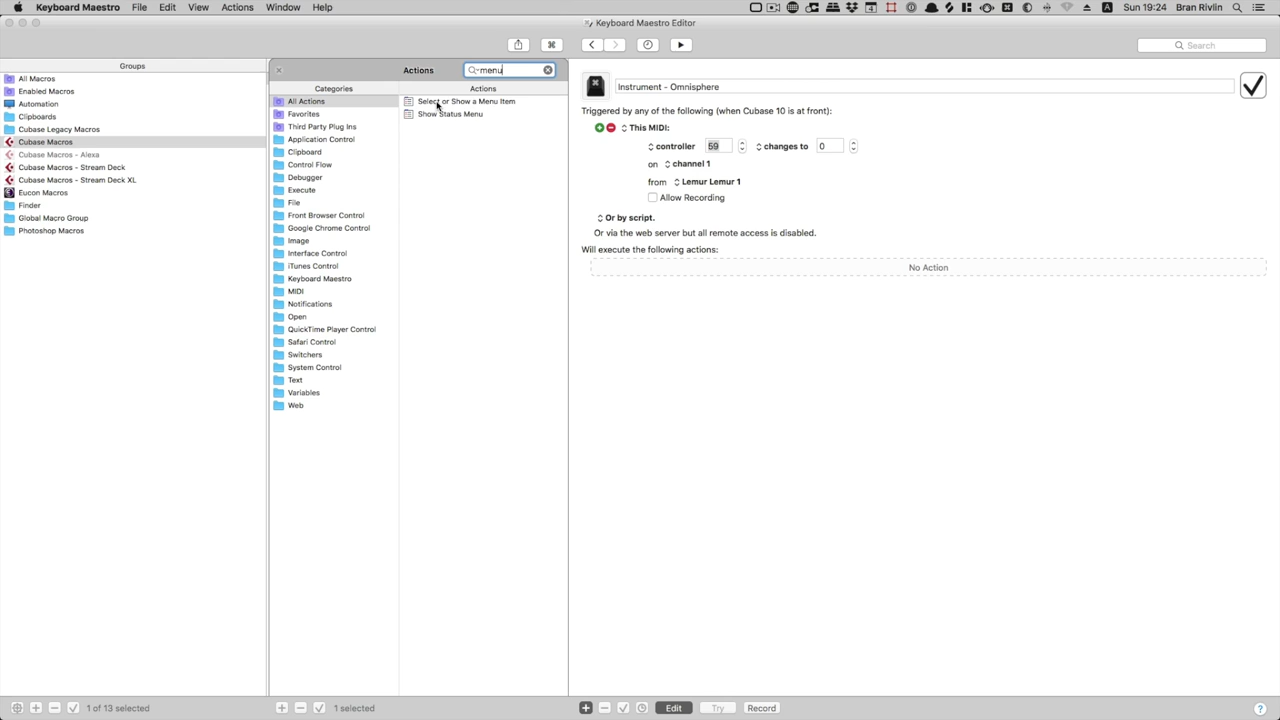 Keyboard Maestro File Edit View Actions Window Help
Sun 19:24 Bran Rivlin
Keyboard Maestro Editor
Search
Groups
All Macros
Enabled Macros
Automation
Clipboards
Cubase Legacy Macros
Cubase Macros
Cubase Macros - Alexa
Cubase Macros - Stream Deck
Cubase Macros - Stream Deck XL
Eucon Macros
Finder
Global Macro Group
Photoshop Macros
1 of 13 selected
Actions
menu
Categories
All Actions
Favorites
Third Party Plug Ins
Application Control
Clipboard
Control Flow
Debugger
Execute
File
Front Browser Control
Google Chrome Control
Image
Interface Control
iTunes Control
Keyboard Maestro
MIDI
Notifications
Open
QuickTime Player Control
Safari Control
Switchers
System Control
Text
Variables
Web
Actions
Select or Show a Menu Item
Show Status Menu
1 selected
Instrument - Omnisphere
Triggered by any of the following (when Cubase 10 is at front):
This MIDI:
controller 59 changes to 0
on channel 1
from Lemur Lemur 1
Allow Recording
Or by script.
Or via the web server but all remote access is disabled.
Will execute the following actions:
No Action
Edit Try Record
?